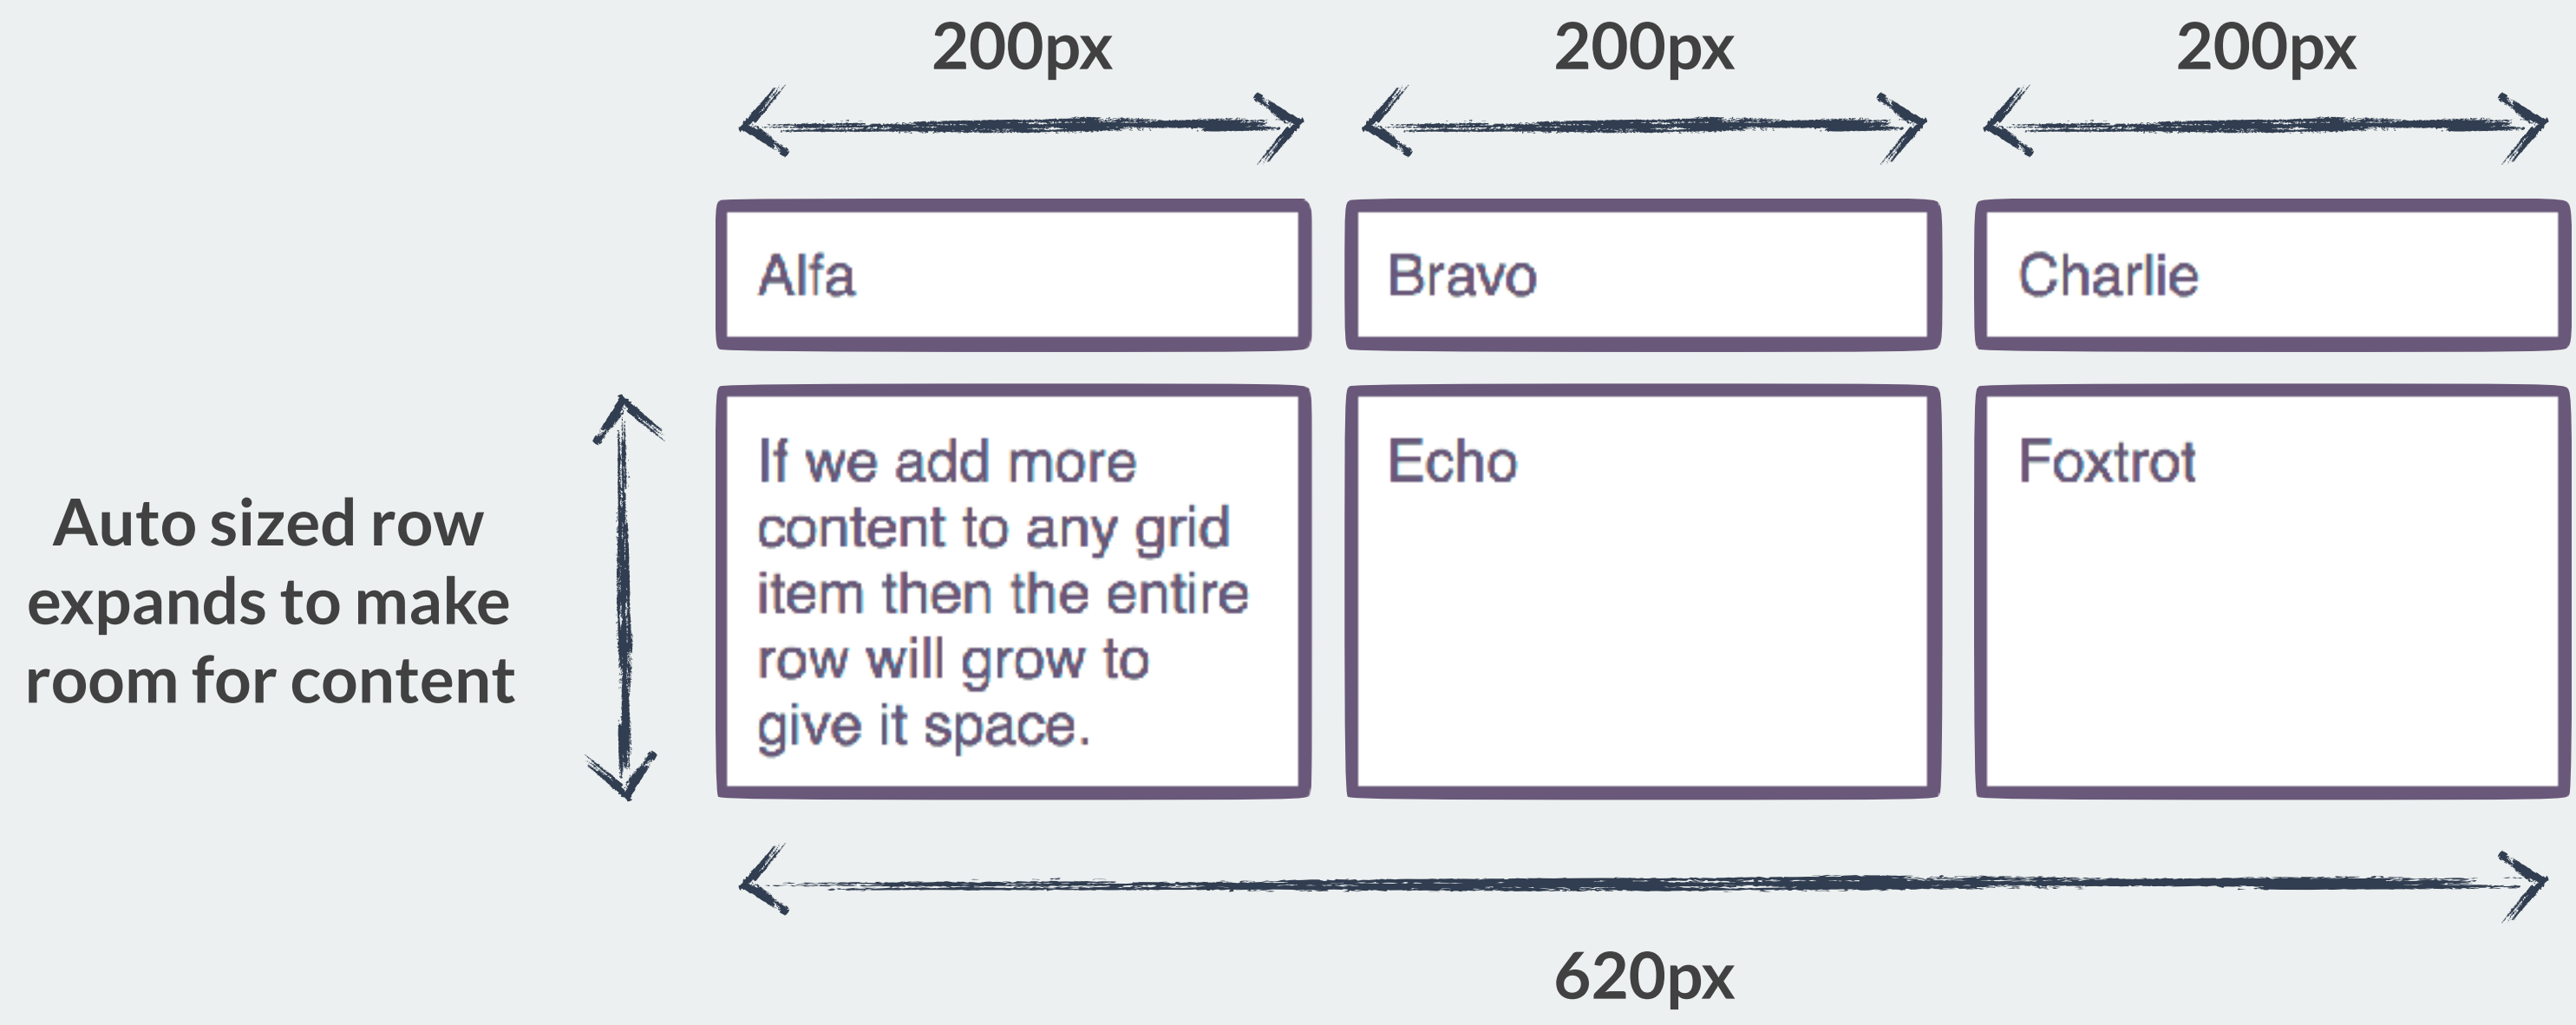 200px
200px
200px
Alfa
Bravo
Charlie
Auto sized row
expands to make
room for content
If we add more
content to any grid
item then the entire
row will grow to
give it space.
Echo
Foxtrot
620px